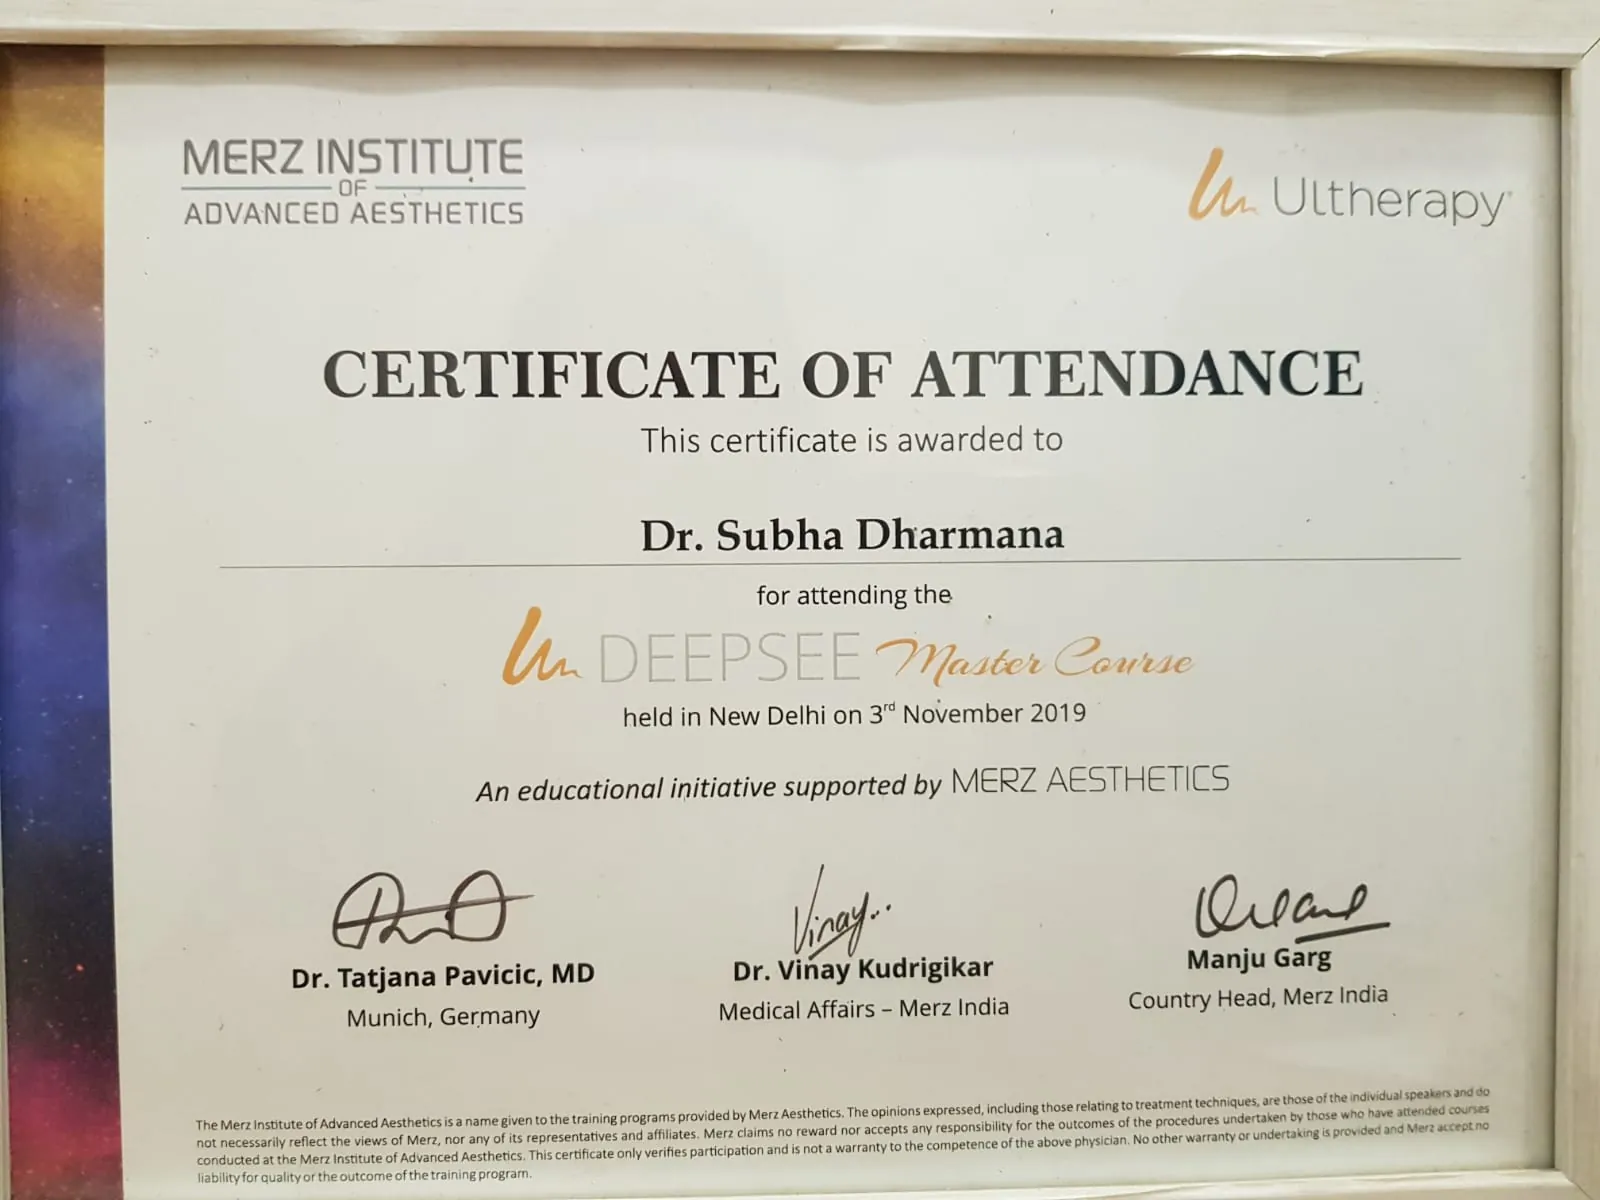 MERZ INSTITUTE
OF
ADVANCED AESTHETICS
Ultherapy®
CERTIFICATE OF ATTENDANCE
This certificate is awarded to
Dr. Subha Dharmana
for attending the
DEEPSEE Master Course
held in New Delhi on 3rd November 2019
An educational initiative supported by MERZ AESTHETICS
Vinay..
Dr. Tatjana Pavicic, MD
Munich, Germany
Dr. Vinay Kudrigikar
Medical Affairs – Merz India
Manju Garg
Country Head, Merz India
The Merz Institute of Advanced Aesthetics is a name given to the training programs provided by Merz Aesthetics. The opinions expressed, including those relating to treatment techniques, are those of the individual speakers and do
not necessarily reflect the views of Merz, nor any of its representatives and affiliates. Merz claims no reward nor accepts any responsibility for the outcomes of the procedures undertaken by those who have attended courses
conducted at the Merz Institute of Advanced Aesthetics. This certificate only verifies participation and is not a warranty to the competence of the above physician. No other warranty or undertaking is provided and Merz accept no
liability for quality or the outcome of the training program.